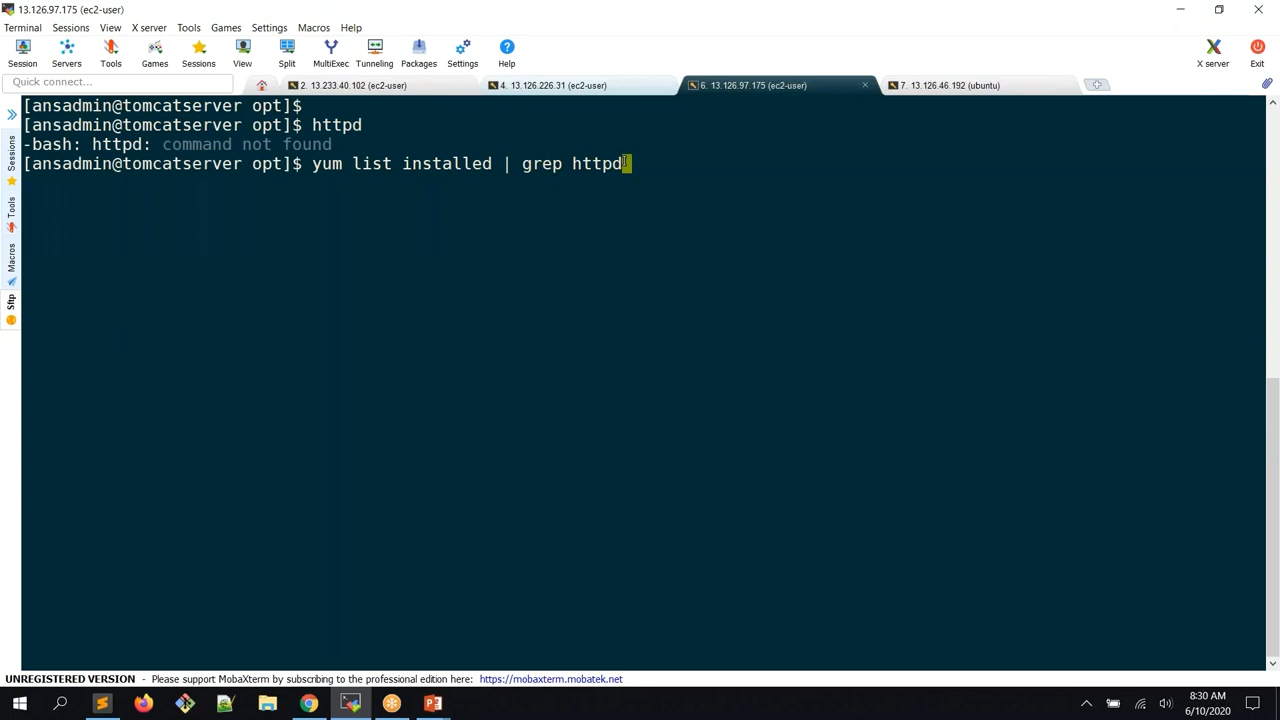 13.126.97.175 (ec2-user)
Terminal Sessions View X server Tools Games Settings Macros Help
Session Servers Tools Games Sessions View Split MultiExec Tunneling Packages Settings Help X server Exit
Quick connect...
2. 13.233.40.102 (ec2-user) 4. 13.126.226.31 (ec2-user) 6. 13.126.97.175 (ec2-user) 7. 13.126.46.192 (ubuntu)
[ansadmin@tomcatserver opt]$
[ansadmin@tomcatserver opt]$ httpd
-bash: httpd: command not found
[ansadmin@tomcatserver opt]$ yum list installed | grep httpd
Sessions
Tools
Macros
Sftp
UNREGISTERED VERSION - Please support MobaXterm by subscribing to the professional edition here: https://mobaxterm.mobatek.net
8:30 AM
6/10/2020